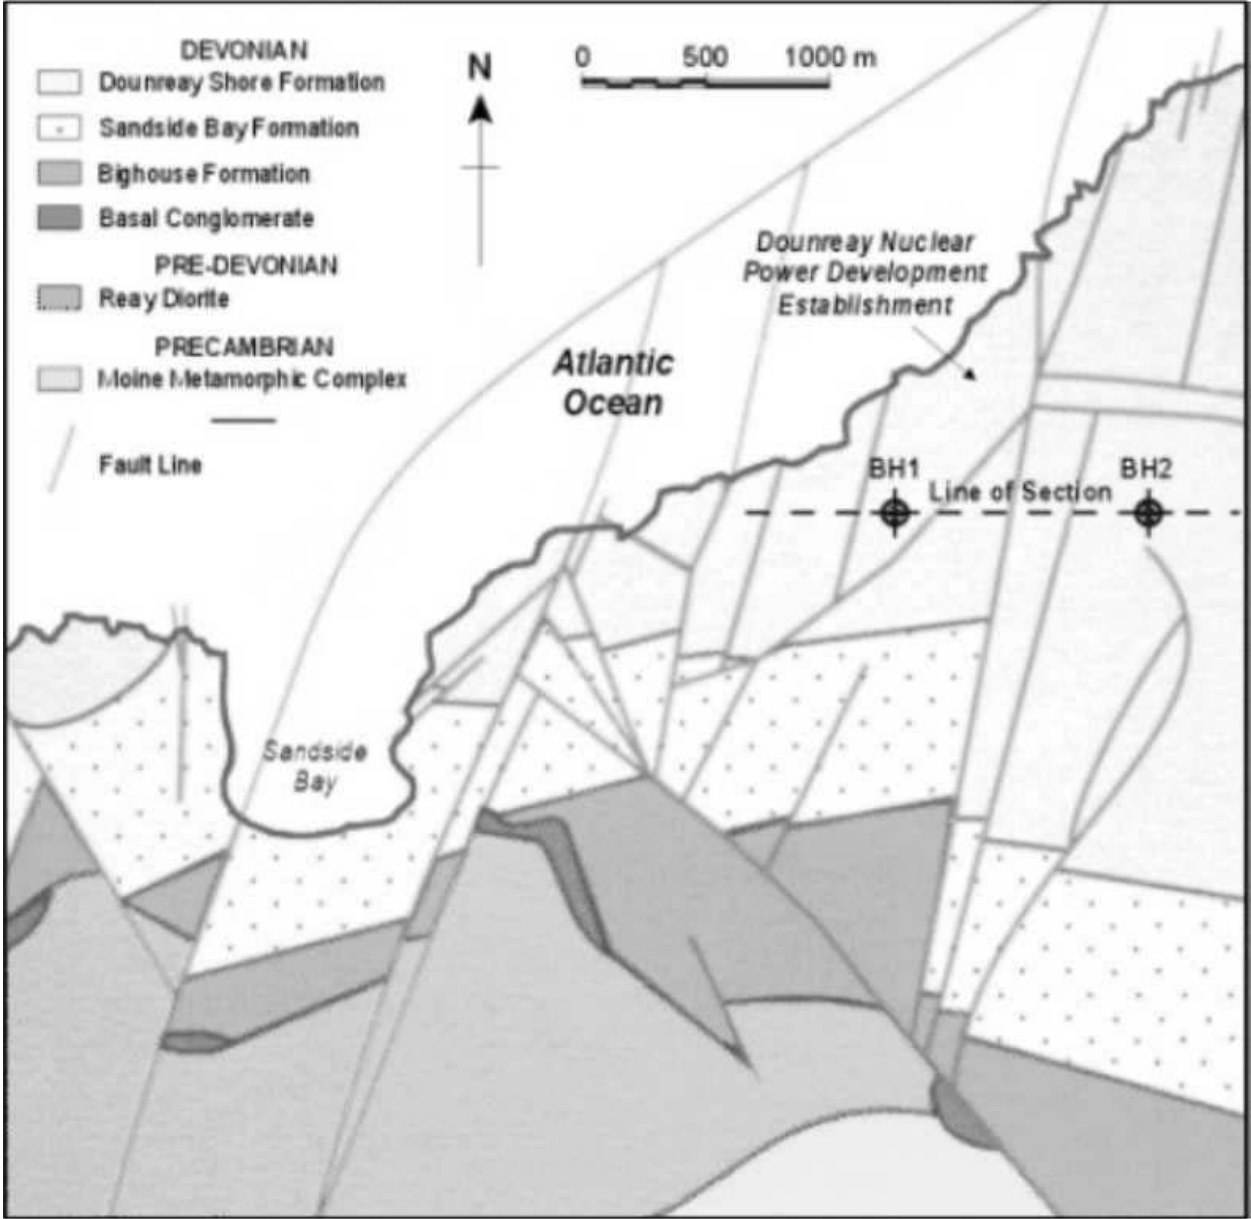 DEVONIAN
Dounreay Shore Formation
Sandside Bay Formation
Bighouse Formation
Basal Conglomerate
PRE-DEVONIAN
Reay Diorite
PRECAMBRIAN
Moine Metamorphic Complex
Fault Line
N
0 500 1000 m
Dounreay Nuclear
Power Development
Establishment
Atlantic
Ocean
BH1
BH2
Line of Section
Sandside
Bay